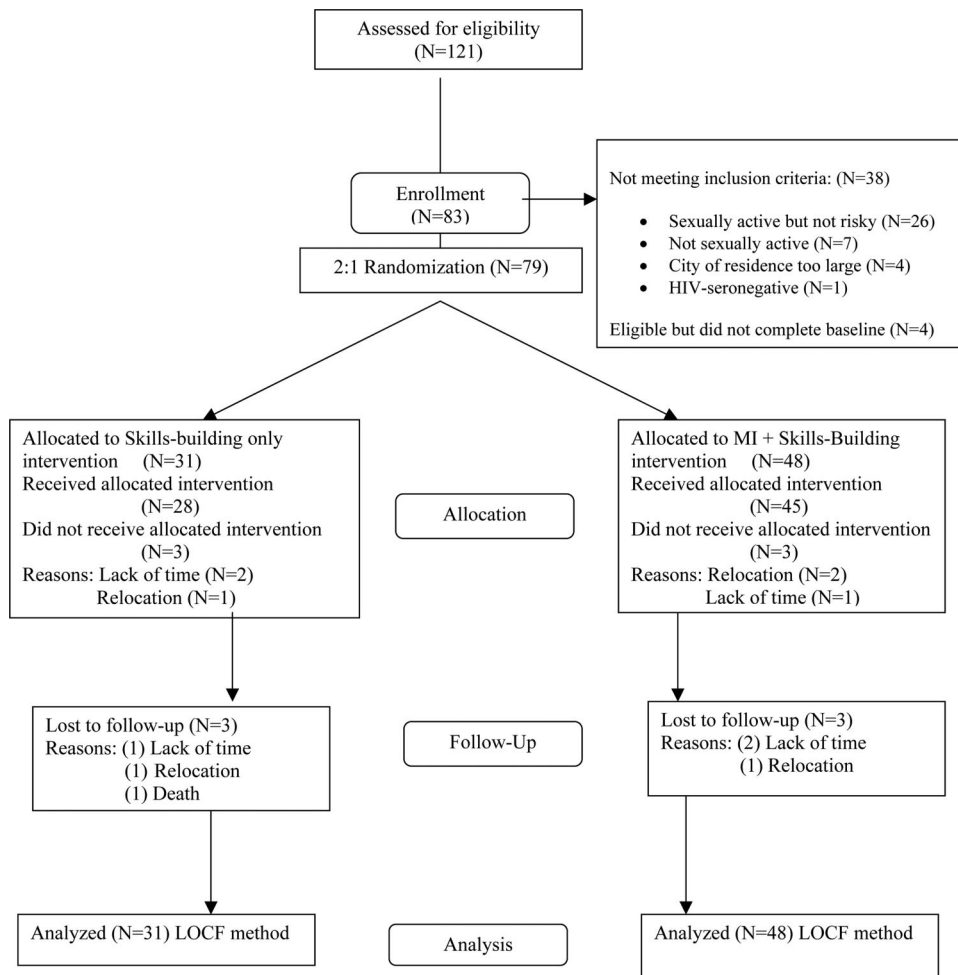 Assessed for eligibility
(N=121)
Enrollment
(N=83)
Not meeting inclusion criteria: (N=38)
• Sexually active but not risky (N=26)
• Not sexually active (N=7)
• City of residence too large (N=4)
• HIV-seronegative (N=1)
Eligible but did not complete baseline (N=4)
2:1 Randomization (N=79)
Allocated to Skills-building only
intervention (N=31)
Received allocated intervention
(N=28)
Did not receive allocated intervention
(N=3)
Reasons: Lack of time (N=2)
Relocation (N=1)
Allocation
Allocated to MI + Skills-Building
intervention (N=48)
Received allocated intervention
(N=45)
Did not receive allocated intervention
(N=3)
Reasons: Relocation (N=2)
Lack of time (N=1)
Lost to follow-up (N=3)
Reasons: (1) Lack of time
(1) Relocation
(1) Death
Follow-Up
Lost to follow-up (N=3)
Reasons: (2) Lack of time
(1) Relocation
Analyzed (N=31) LOCF method
Analysis
Analyzed (N=48) LOCF method